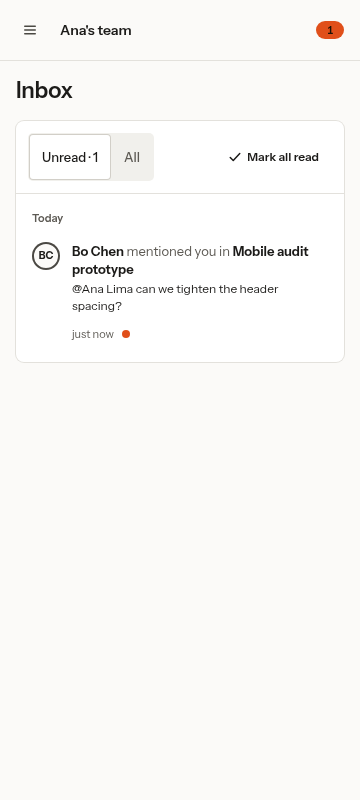 Ana's team
1
Inbox
Unread · 1
All
Mark all read
Today
BC
Bo Chen mentioned you in Mobile audit
prototype
@Ana Lima can we tighten the header
spacing?
just now